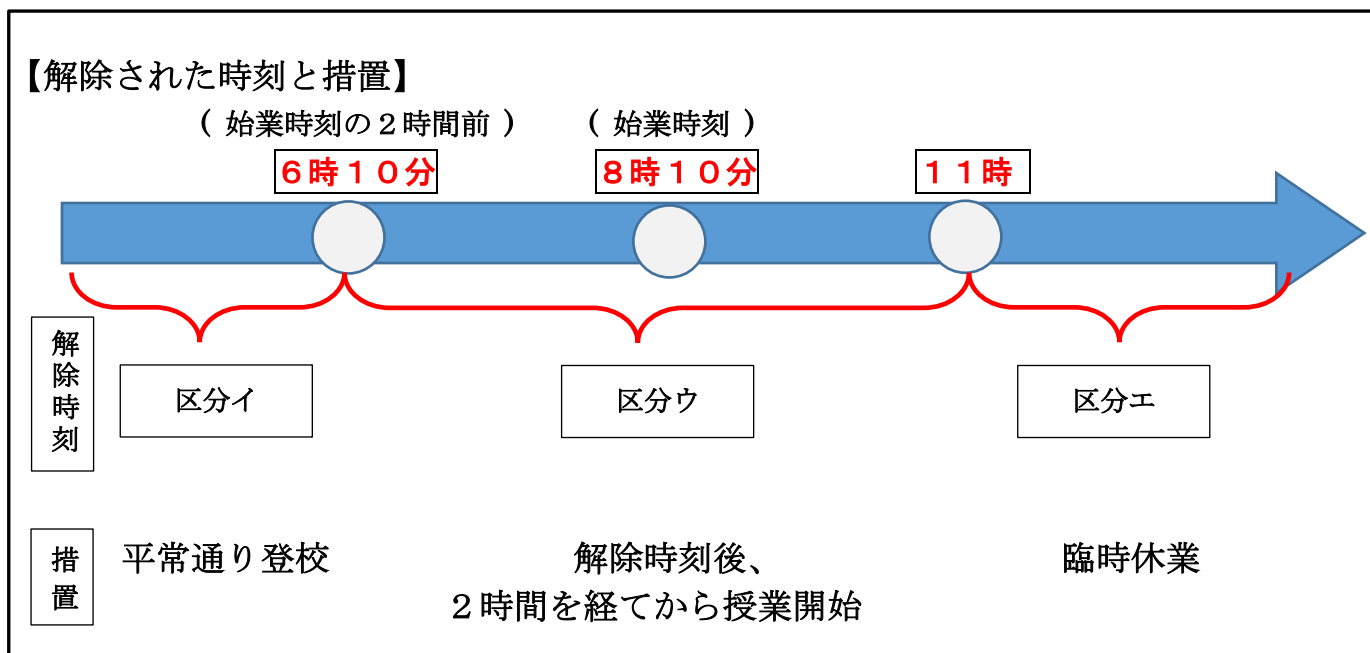 【解除された時刻と措置】
（ 始業時刻の２時間前 ） （ 始業時刻 ）
６時１０分 ８時１０分 １１時
解除時刻
区分イ 区分ウ 区分エ
措置
平常通り登校 解除時刻後、 臨時休業
２時間を経てから授業開始